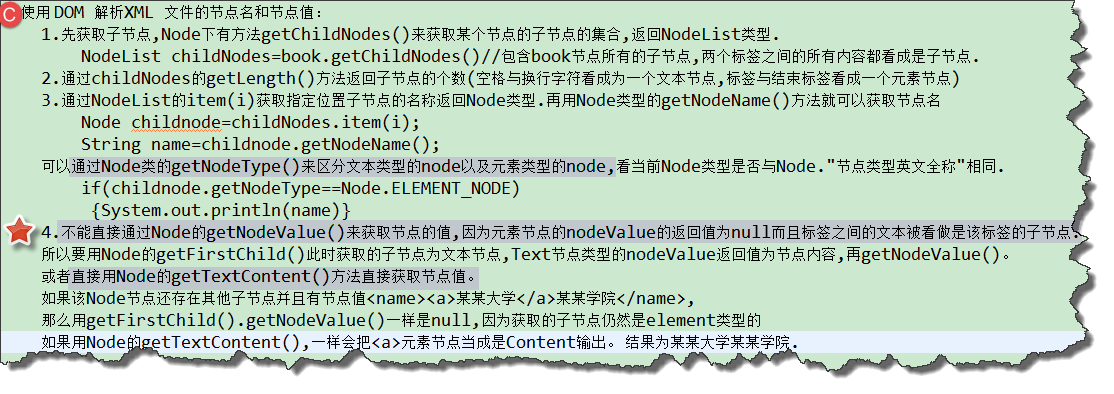 C 使用DOM 解析XML 文件的节点名和节点值：
1.先获取子节点,Node下有方法getChildNodes()来获取某个节点的子节点的集合,返回NodeList类型.
NodeList childNodes=book.getChildNodes()//包含book节点所有的子节点,两个标签之间的所有内容都看成是子节点.
2.通过childNodes的getLength()方法返回子节点的个数(空格与换行字符看成为一个文本节点,标签与结束标签看成一个元素节点)
3.通过NodeList的item(i)获取指定位置子节点的名称返回Node类型.再用Node类型的getNodeName()方法就可以获取节点名
Node childnode=childNodes.item(i);
String name=childnode.getNodeName();
可以通过Node类的getNodeType()来区分文本类型的node以及元素类型的node,看当前Node类型是否与Node."节点类型英文全称"相同.
if(childnode.getNodeType==Node.ELEMENT_NODE)
{System.out.println(name)}
4.不能直接通过Node的getNodeValue()来获取节点的值,因为元素节点的nodeValue的返回值为null而且标签之间的文本被看做是该标签的子节点.
所以要用Node的getFirstChild()此时获取的子节点为文本节点,Text节点类型的nodeValue返回值为节点内容,再getNodeValue()。
或者直接用Node的getTextContent()方法直接获取节点值。
如果该Node节点还存在其他子节点并且有节点值<name><a>某某大学</a>某某学院</name>,
那么用getFirstChild().getNodeValue()一样是null,因为获取的子节点仍然是element类型的
如果用Node的getTextContent(),一样会把<a>元素节点当成是Content输出。结果为某某大学某某学院.